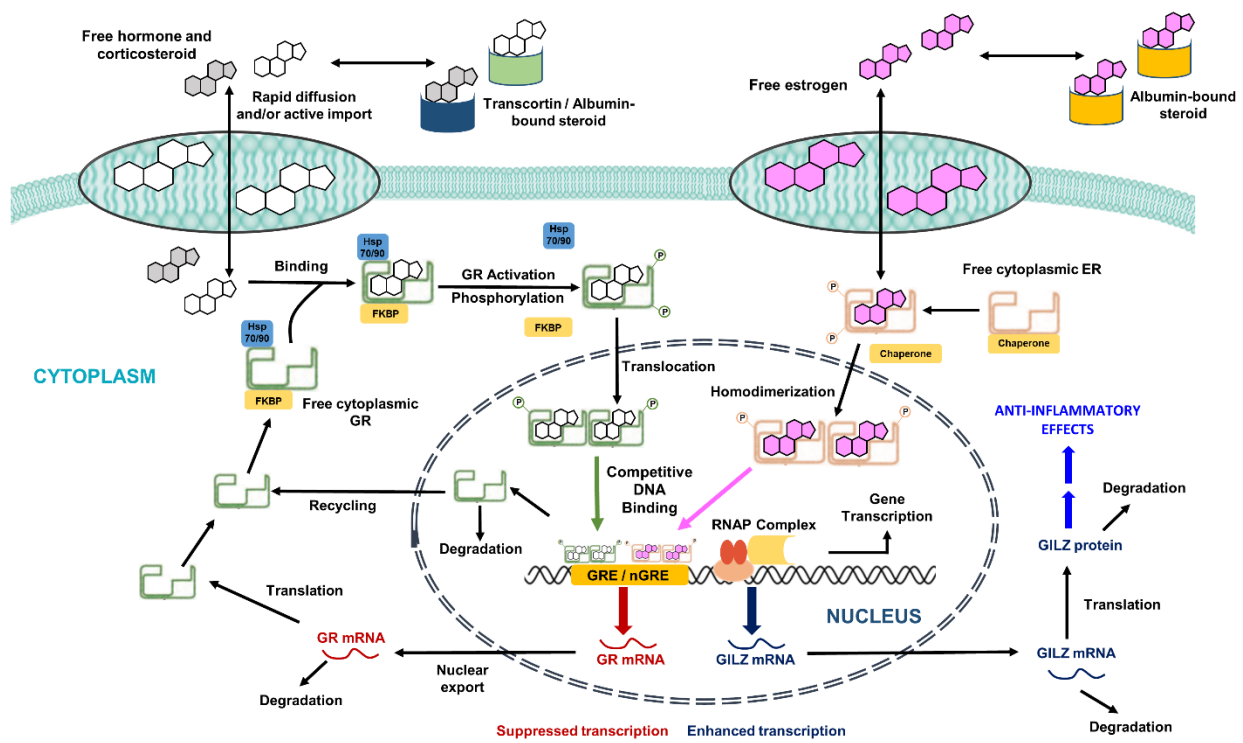 Free hormone and
corticosteroid
Rapid diffusion
and/or active import
Transcortin / Albumin-
bound steroid
Free estrogen
Albumin-bound
steroid
Hsp
70/90
FKBP
Binding
GR Activation
Phosphorylation
Hsp
70/90
FKBP
P
P
Free cytoplasmic ER
P
P
Chaperone
Chaperone
Hsp
70/90
FKBP
Free cytoplasmic
GR
CYTOPLASM
Translocation
Homodimerization
P
P
P
P
ANTI-INFLAMMATORY
EFFECTS
Competitive
DNA
Binding
Recycling
Degradation
RNAP Complex
Gene
Transcription
Degradation
GILZ protein
GRE / nGRE
NUCLEUS
Translation
Translation
GR mRNA
Degradation
Nuclear
export
GR mRNA
GILZ mRNA
GILZ mRNA
Degradation
Suppressed transcription
Enhanced transcription